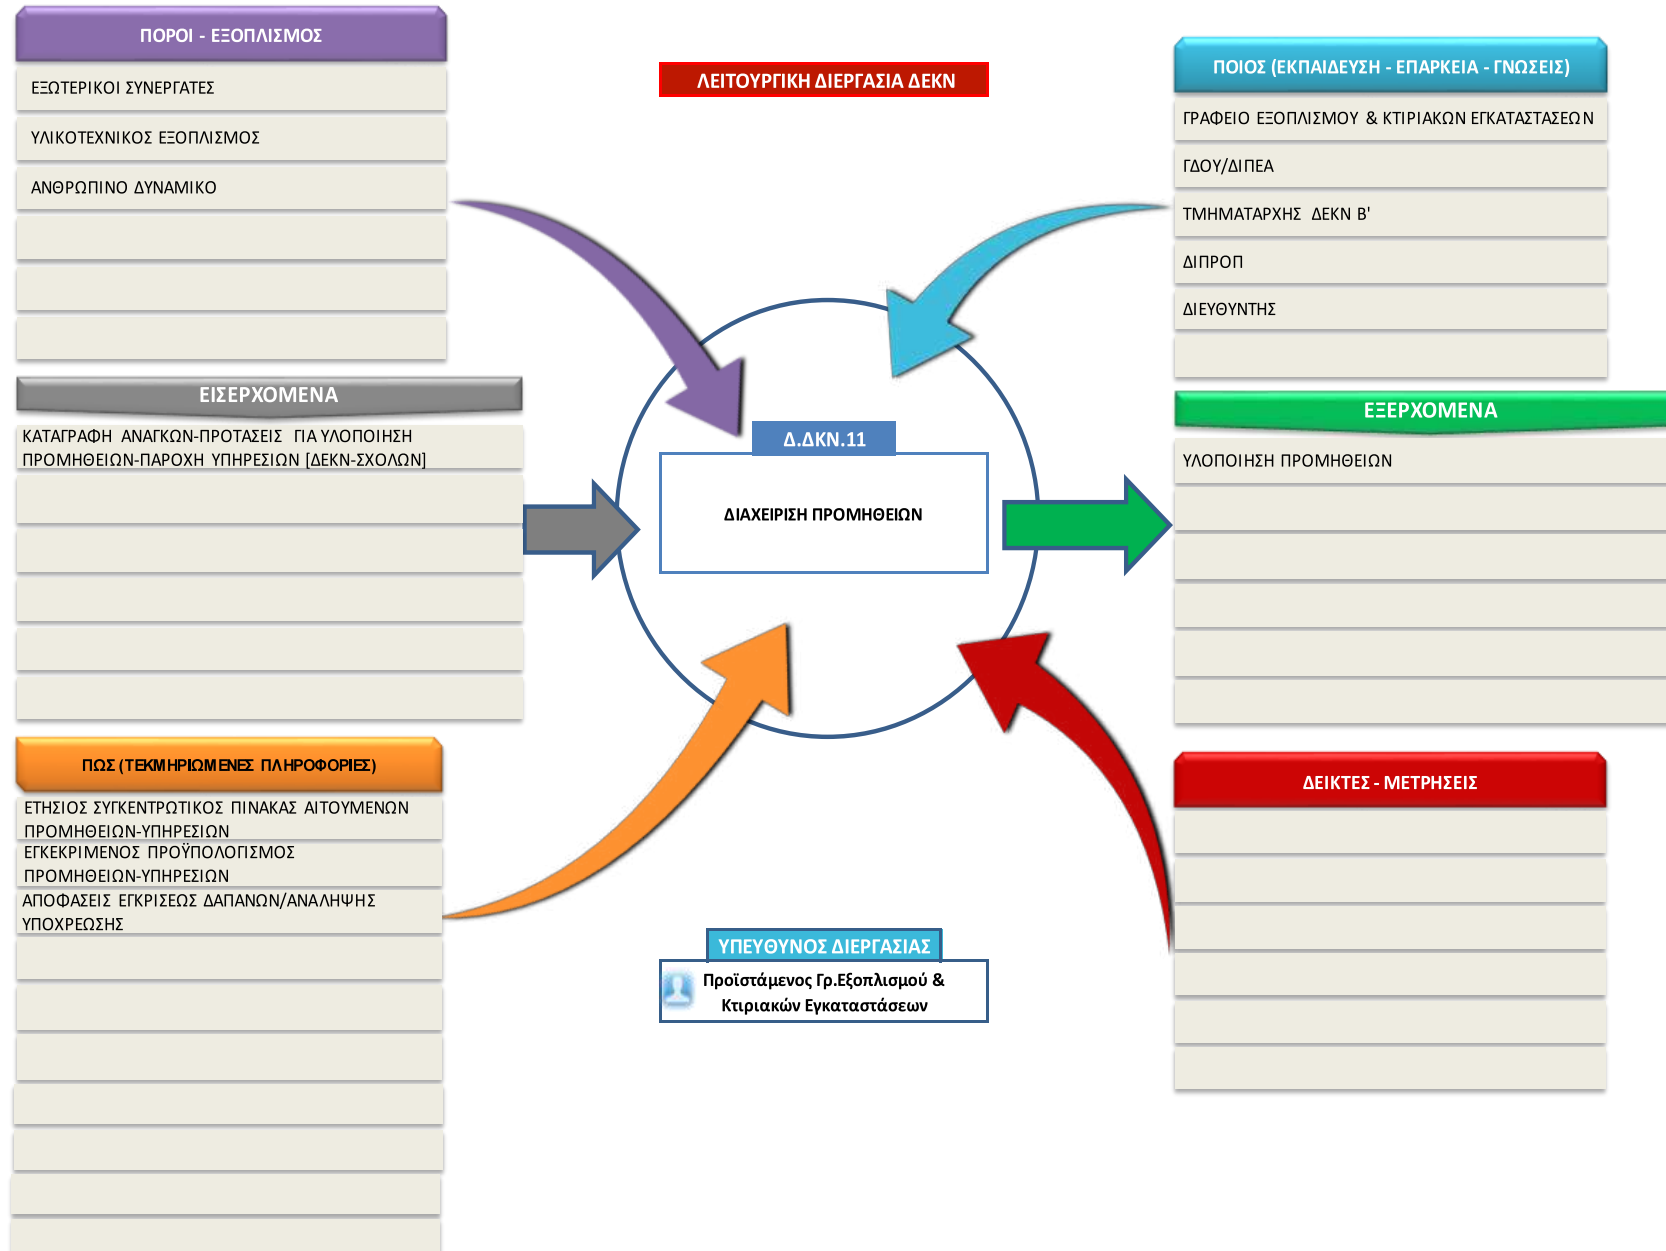 ΠΟΡΟΙ - ΕΞΟΠΛΙΣΜΟΣ
ΕΞΩΤΕΡΙΚΟΙ ΣΥΝΕΡΓΑΤΕΣ
ΥΛΙΚΟΤΕΧΝΙΚΟΣ ΕΞΟΠΛΙΣΜΟΣ
ΑΝΘΡΩΠΙΝΟ ΔΥΝΑΜΙΚΟ
ΛΕΙΤΟΥΡΓΙΚΗ ΔΙΕΡΓΑΣΙΑ ΔΕΚΝ
ΠΟΙΟΣ (ΕΚΠΑΙΔΕΥΣΗ - ΕΠΑΡΚΕΙΑ - ΓΝΩΣΕΙΣ)
ΓΡΑΦΕΙΟ ΕΞΟΠΛΙΣΜΟΥ & ΚΤΙΡΙΑΚΩΝ ΕΓΚΑΤΑΣΤΑΣΕΩΝ
ΓΔΟΥ/ΔΙΠΕΑ
ΤΜΗΜΑΤΑΡΧΗΣ ΔΕΚΝ Β'
ΔΙΠΡΟΠ
ΔΙΕΥΘΥΝΤΗΣ
ΕΙΣΕΡΧΟΜΕΝΑ
ΚΑΤΑΓΡΑΦΗ ΑΝΑΓΚΩΝ-ΠΡΟΤΑΣΕΙΣ ΓΙΑ ΥΛΟΠΟΙΗΣΗ
ΠΡΟΜΗΘΕΙΩΝ-ΠΑΡΟΧΗ ΥΠΗΡΕΣΙΩΝ [ΔΕΚΝ-ΣΧΟΛΩΝ]
Δ.ΔΚΝ.11
ΔΙΑΧΕΙΡΙΣΗ ΠΡΟΜΗΘΕΙΩΝ
ΕΞΕΡΧΟΜΕΝΑ
ΥΛΟΠΟΙΗΣΗ ΠΡΟΜΗΘΕΙΩΝ
ΠΩΣ (ΤΕΚΜΗΡΙΩΜΕΝΕΣ ΠΛΗΡΟΦΟΡΙΕΣ)
ΕΤΗΣΙΟΣ ΣΥΓΚΕΝΤΡΩΤΙΚΟΣ ΠΙΝΑΚΑΣ ΑΙΤΟΥΜΕΝΩΝ
ΠΡΟΜΗΘΕΙΩΝ-ΥΠΗΡΕΣΙΩΝ
ΕΓΚΕΚΡΙΜΕΝΟΣ ΠΡΟΫΠΟΛΟΓΙΣΜΟΣ
ΠΡΟΜΗΘΕΙΩΝ-ΥΠΗΡΕΣΙΩΝ
ΑΠΟΦΑΣΕΙΣ ΕΓΚΡΙΣΕΩΣ ΔΑΠΑΝΩΝ/ΑΝΑΛΗΨΗΣ
ΥΠΟΧΡΕΩΣΗΣ
ΔΕΙΚΤΕΣ - ΜΕΤΡΗΣΕΙΣ
ΥΠΕΥΘΥΝΟΣ ΔΙΕΡΓΑΣΙΑΣ
Προϊστάμενος Γρ.Εξοπλισμού &
Κτιριακών Εγκαταστάσεων